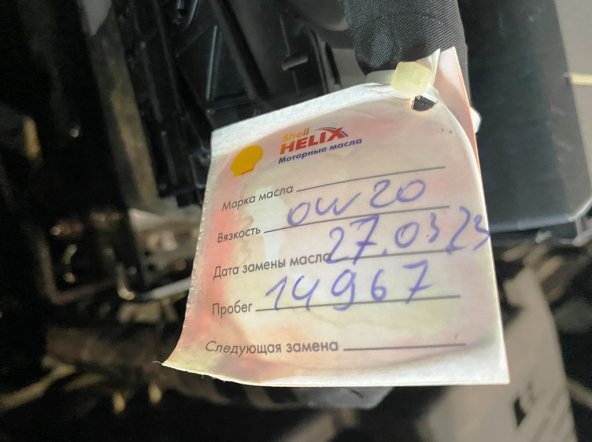 Shell
HELIX
Моторные масла
Марка масла
Вязкость 0W20
Дата замены масла 27.03.23
Пробег 14967
Следующая замена